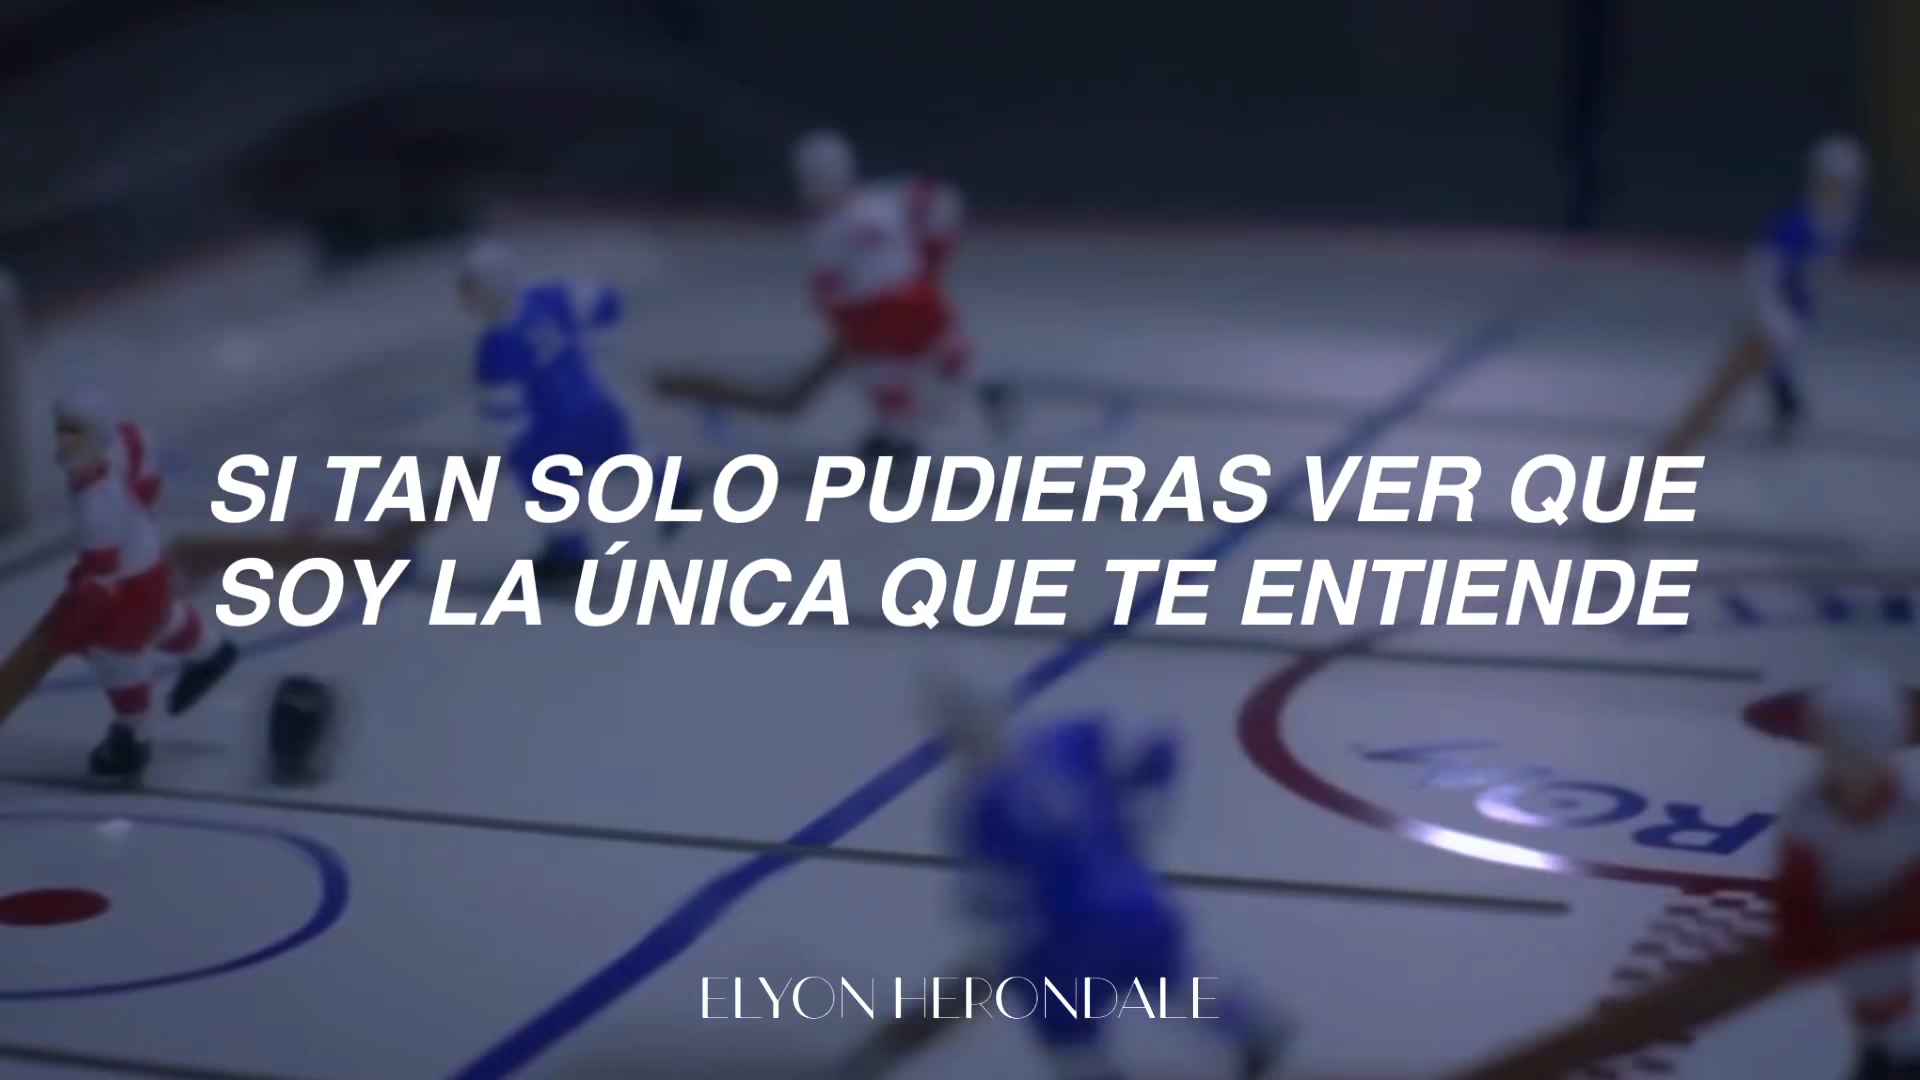 SI TAN SOLO PUDIERAS VER QUE
SOY LA ÚNICA QUE TE ENTIENDE
ELYON HERONDALE